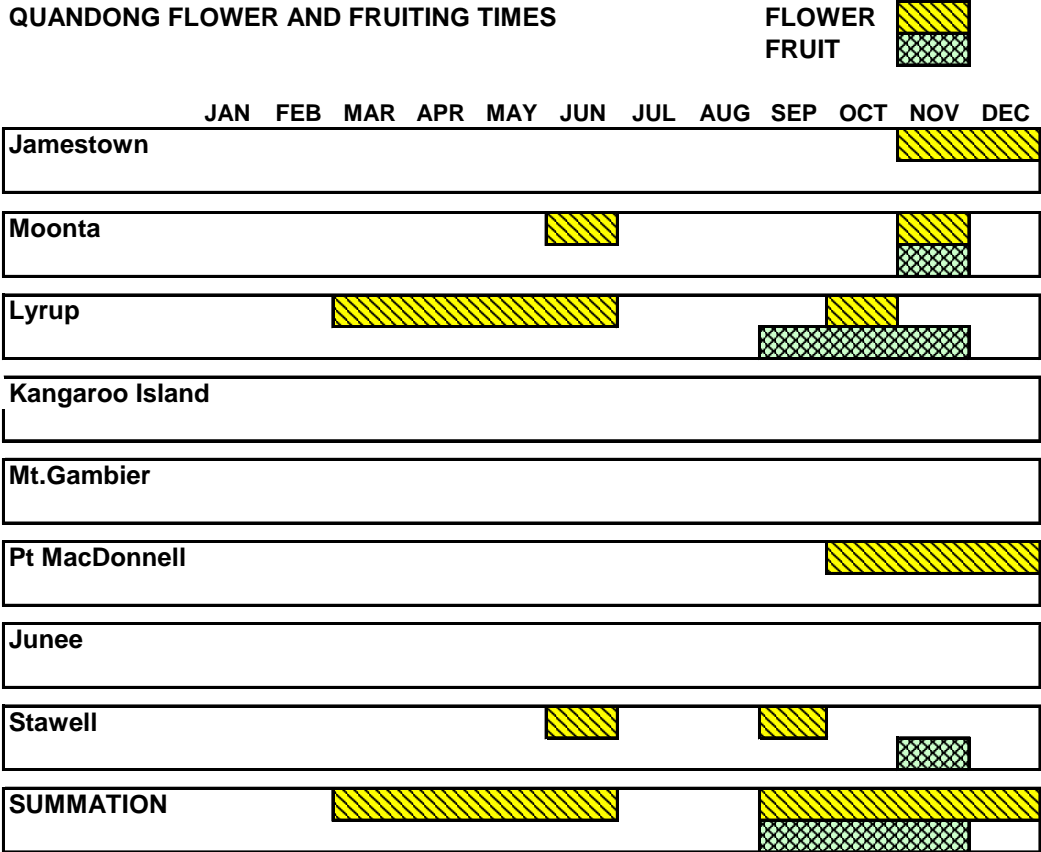 QUANDONG FLOWER AND FRUITING TIMES FLOWER
FRUIT
JAN FEB MAR APR MAY JUN JUL AUG SEP OCT NOV DEC
Jamestown
Moonta
Lyrup
Kangaroo Island
Mt.Gambier
Pt MacDonnell
Junee
Stawell
SUMMATION